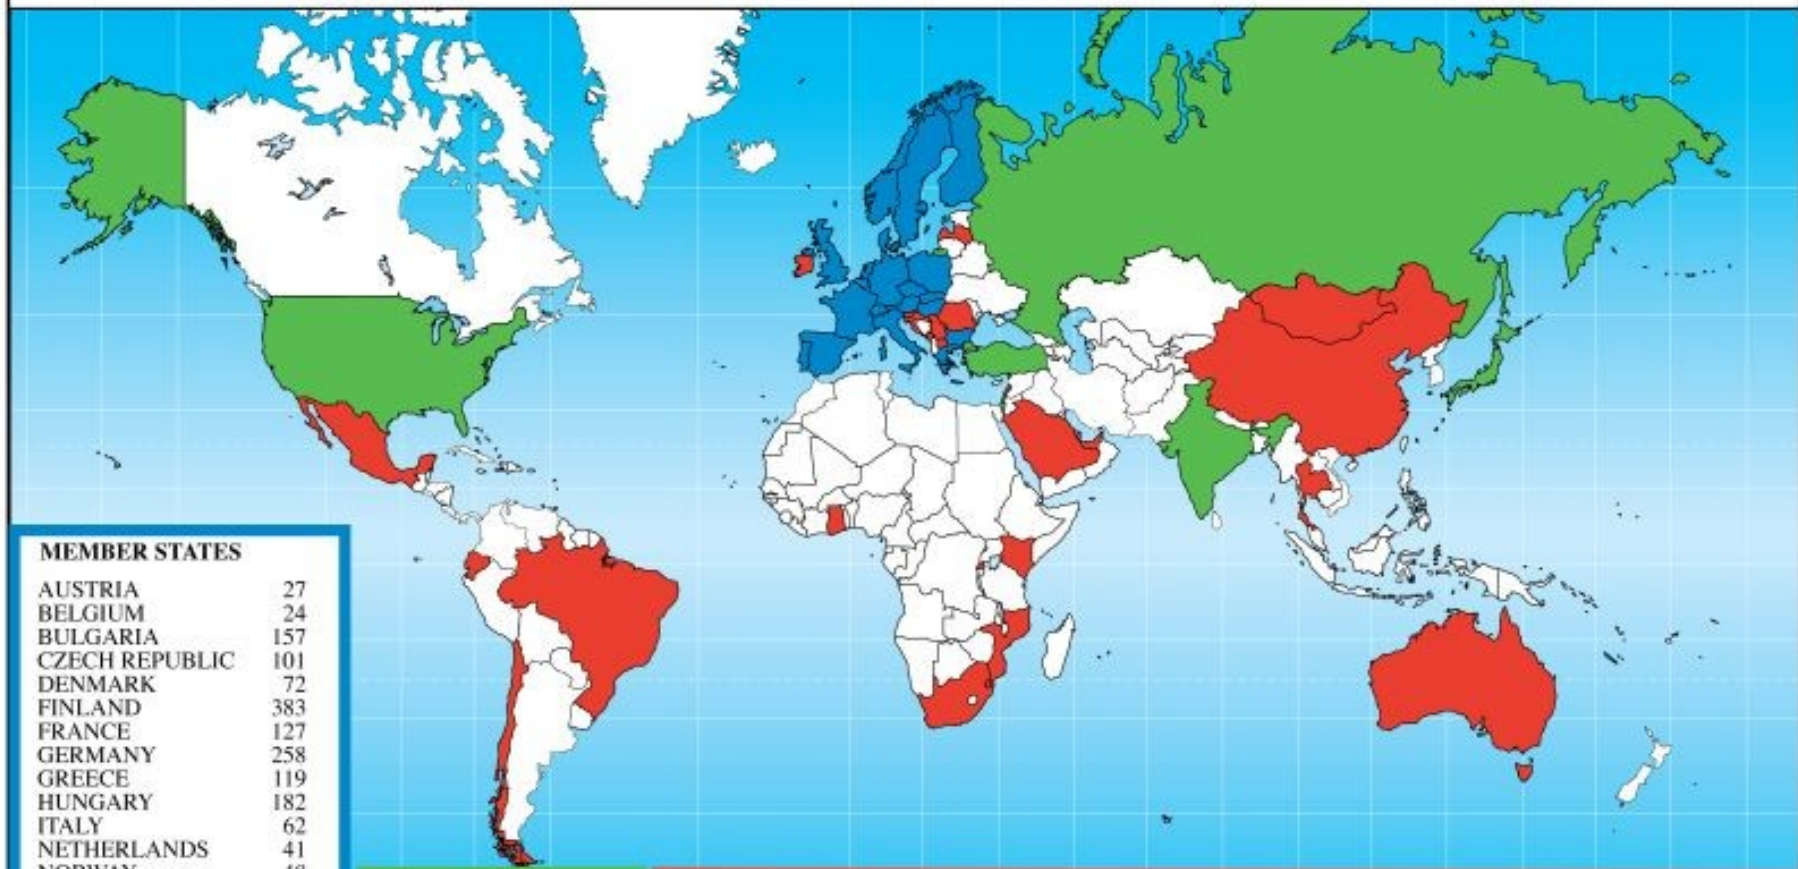 MEMBER STATES
AUSTRIA 27
BELGIUM 24
BULGARIA 157
CZECH REPUBLIC 101
DENMARK 72
FINLAND 383
FRANCE 127
GERMANY 258
GREECE 119
HUNGARY 182
ITALY 62
NETHERLANDS 41